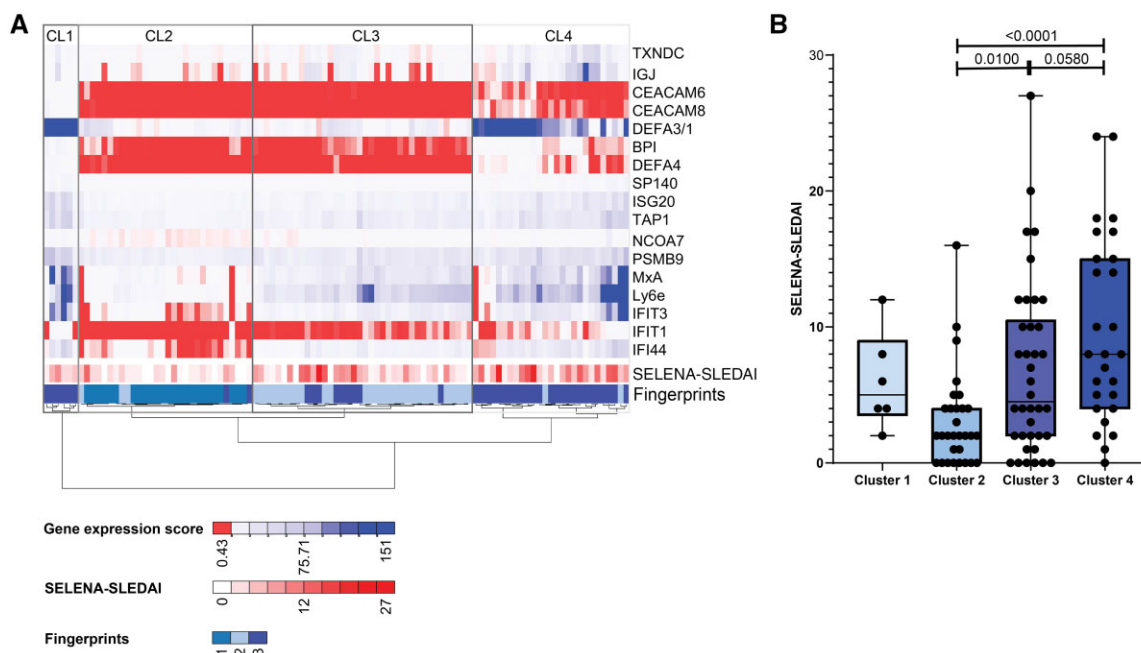 A
CL1 CL2 CL3 CL4
TXNDC
IGJ
CEACAM6
CEACAM8
DEFA3/1
BPI
DEFA4
SP140
ISG20
TAP1
NCOA7
PSMB9
MxA
Ly6e
IFIT3
IFIT1
IFI44
SELENA-SLEDAI
Fingerprints
Gene expression score
0.43 75.71 151
SELENA-SLEDAI
0 12 27
Fingerprints
1 2 3
B
<0.0001
0.0100 0.0580
30
20
10
0
SELENA-SLEDAI
Cluster 1 Cluster 2 Cluster 3 Cluster 4